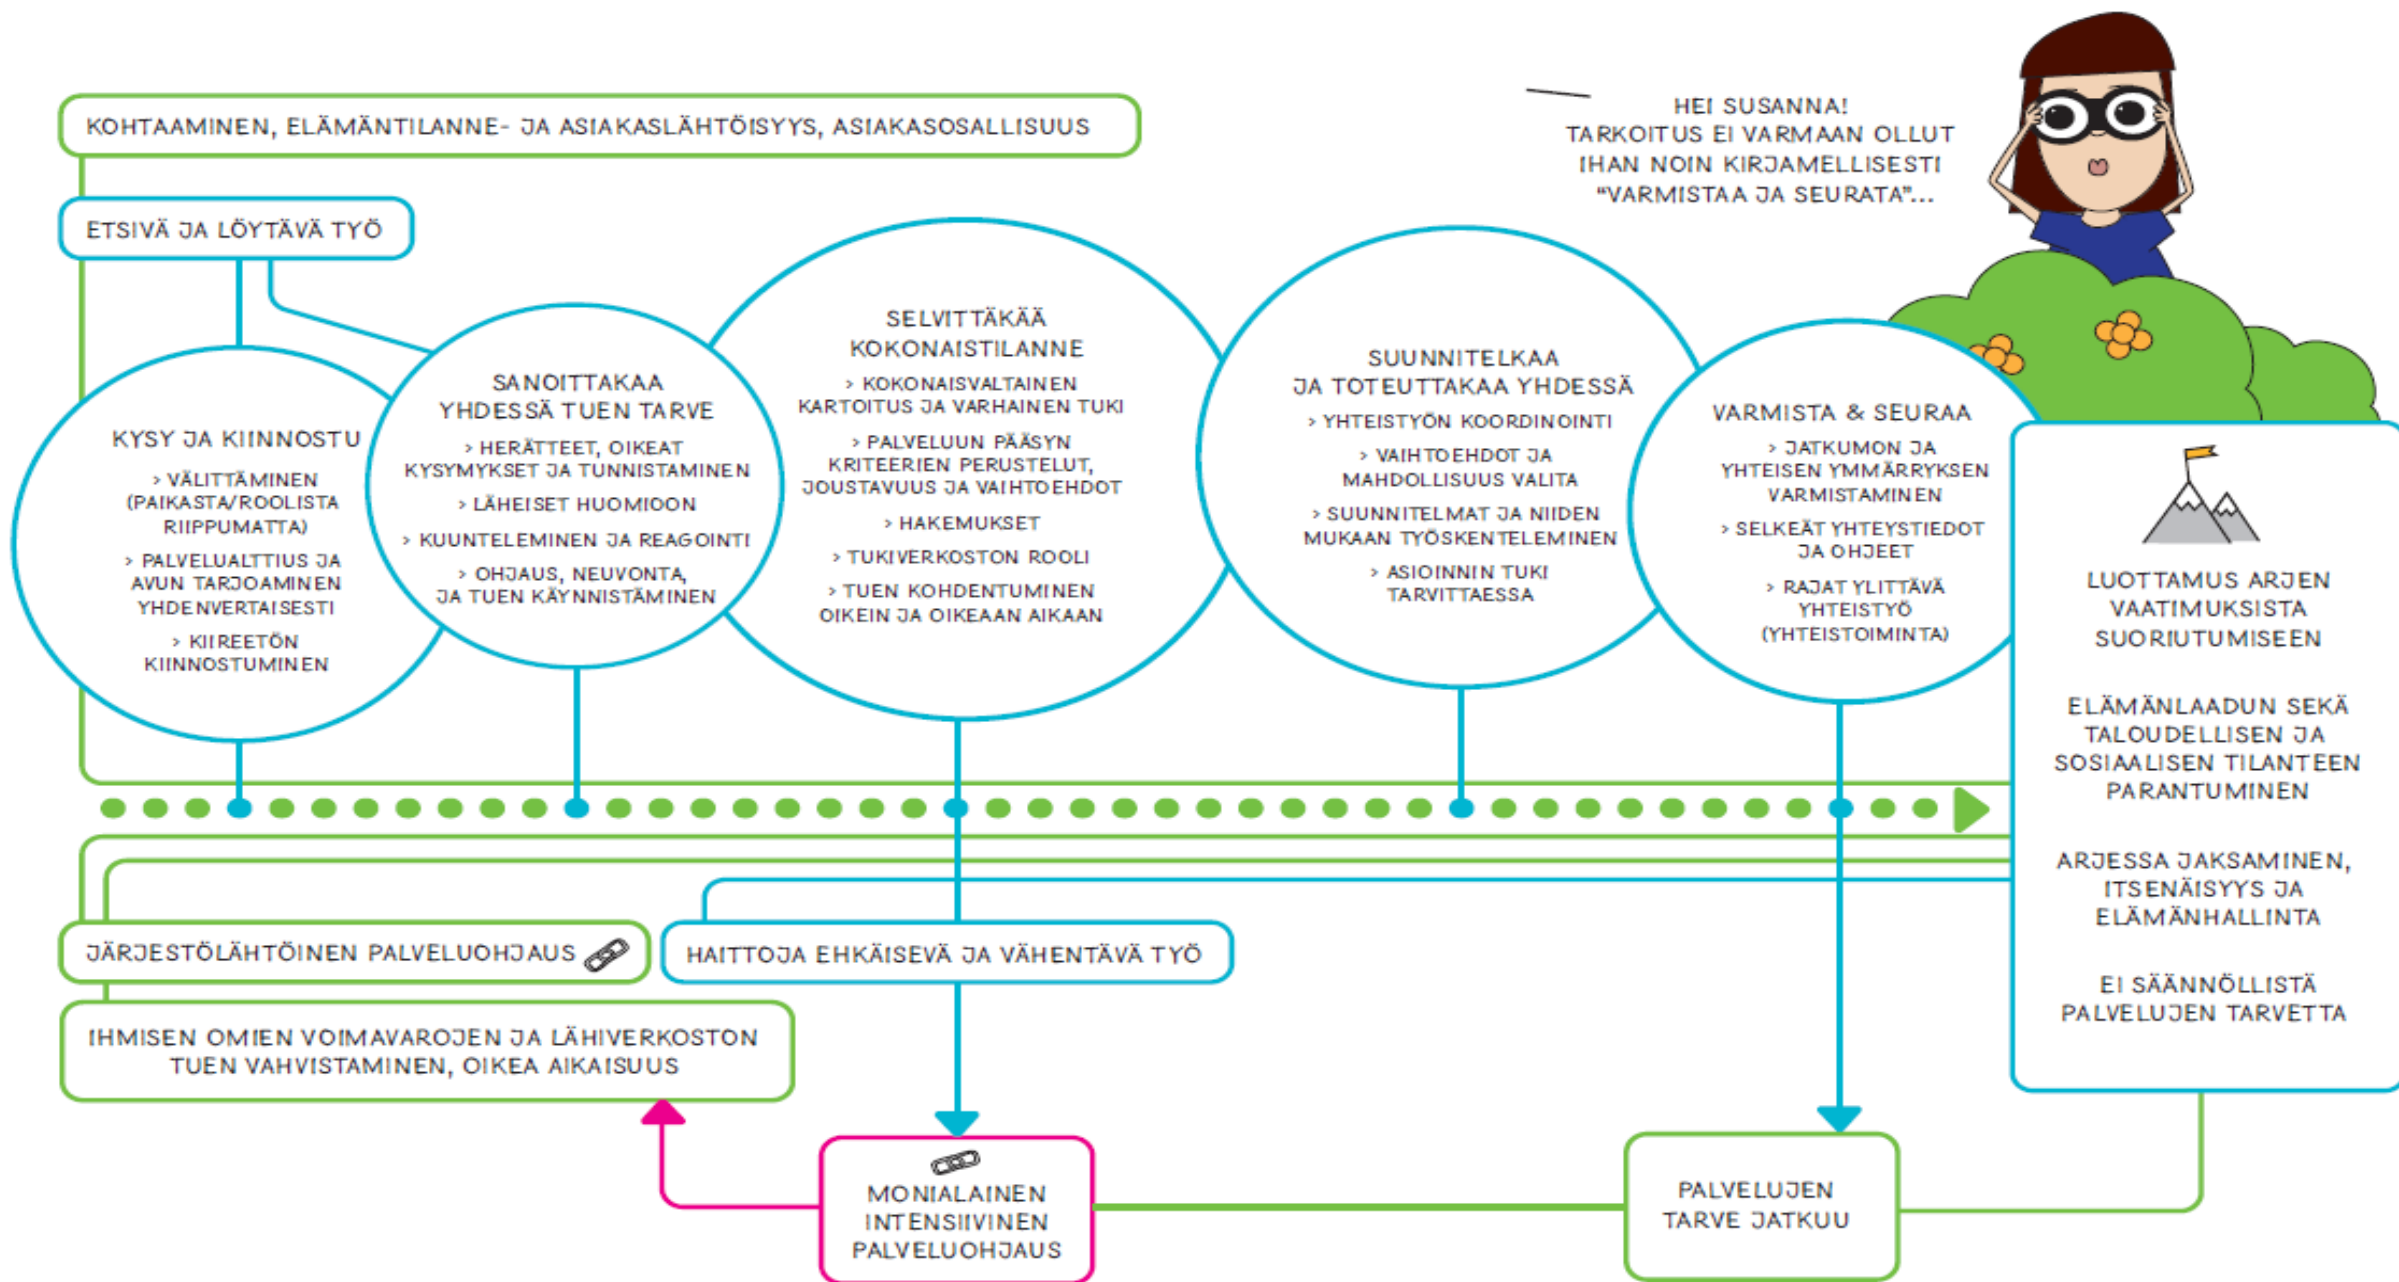 KOHTAAMINEN, ELÄMÄNTILANNE- JA ASIAKASLÄHTÖISYYS, ASIAKASOSALLISUUS
HEI SUSANNA!
TARKOITUS EI VARMAAN OLLUT
IHAN NOIN KIRJAMELLISESTI
“VARMISTAA JA SEURATA”...
ETSIVÄ JA LÖYTÄVÄ TYÖ
KYSY JA KIINNOSTU
> VÄLITTÄMINEN
(PAIKASTA/ROOLISTA
RIIPPUMATTA)
> PALVELUALTTIUS JA
AVUN TARJOAMINEN
YHDENVERTAISESTI
> KIIREETÖN
KIINNOSTUMINEN
SANOITTAKAA
YHDESSÄ TUEN TARVE
> HERÄTTEET, OIKEAT
KYSYMYKSET JA TUNNISTAMINEN
> LÄHEISET HUOMIOON
> KUUNTELEMINEN JA REAGOINTI
> OHJAUS, NEUVONTA,
JA TUEN KÄYNNISTÄMINEN
SELVITTÄKÄÄ
KOKONAISTILANNE
> KOKONAISVALTAINEN
KARTOITUS JA VARHAINEN TUKI
> PALVELUUN PÄÄSYN
KRITEERIEN PERUSTELUT,
JOUSTAVUUS JA VAIHTOEHDOT
> HAKEMUKSET
> TUKIVERKOSTON ROOLI
> TUEN KOHDENTUMINEN
OIKEIN JA OIKEAAN AIKAAN
SUUNNITELKAA
JA TOTEUTTAKAA YHDESSÄ
> YHTEISTYÖN KOORDINOINTI
> VAIHTOEHDOT JA
MAHDOLLISUUS VALITA
> SUUNNITELMAT JA NIIDEN
MUKAAN TYÖSKENTELEMINEN
> ASIOINNIN TUKI
TARVITTAESSA
VARMISTA & SEURAA
> JATKUMON JA
YHTEISEN YMMÄRRYKSEN
VARMISTAMINEN
> SELKEÄT YHTEYSTIEDOT
JA OHJEET
> RAJAT YLITTÄVÄ
YHTEISTYÖ
(YHTEISTOIMINTA)
LUOTTAMUS ARJEN
VAATIMUKSISTA
SUORIUTUMISEEN
ELÄMÄNLAADUN SEKÄ
TALOUDELLISEN JA
SOSIAALISEN TILANTEEN
PARANTUMINEN
ARJESSA JAKSAMINEN,
ITSENÄISYYS JA
ELÄMÄNHALLINTA
EI SÄÄNNÖLLISTÄ
PALVELUJEN TARVETTA
JÄRJESTÖLÄHTÖINEN PALVELUOHJAUS
HAITTOJA EHKÄISEVÄ JA VÄHENTÄVÄ TYÖ
IHMISEN OMIEN VOIMAVAROJEN JA LÄHIVERKOSTON
TUEN VAHVISTAMINEN, OIKEA AIKAISUUS
MONIALAINEN
INTENSIIVINEN
PALVELUOHJAUS
PALVELUJEN
TARVE JATKUU